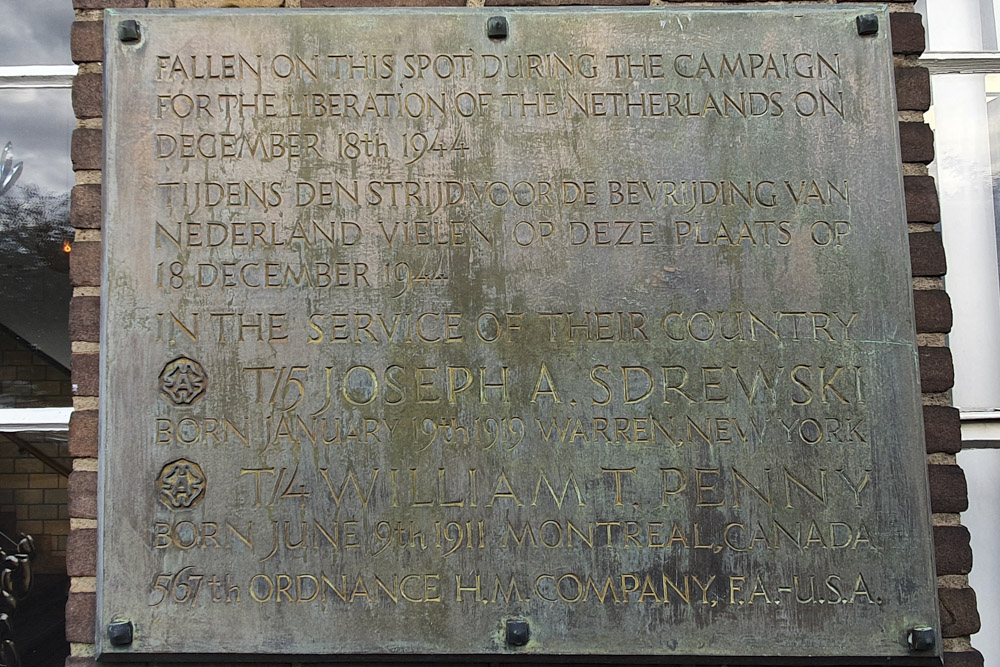 FALLEN ON THIS SPOT DURING THE CAMPAIGN
FOR THE LIBERATION OF THE NETHERLANDS ON
DECEMBER 18th 1944
TIJDENS DEN STRIJD VOOR DE BEVRIJDING VAN
NEDERLAND VIELEN OP DEZE PLAATS OP
18 DECEMBER 1944
IN THE SERVICE OF THEIR COUNTRY
A T/5 JOSEPH A. SDREWSKI
BORN JANUARY 19th 1919 WARREN, NEW YORK
A T/4 WILLIAM T. PENNY
BORN JUNE 9th 1911 MONTREAL, CANADA
567th ORDNANCE H.M. COMPANY, F.A.-U.S.A.